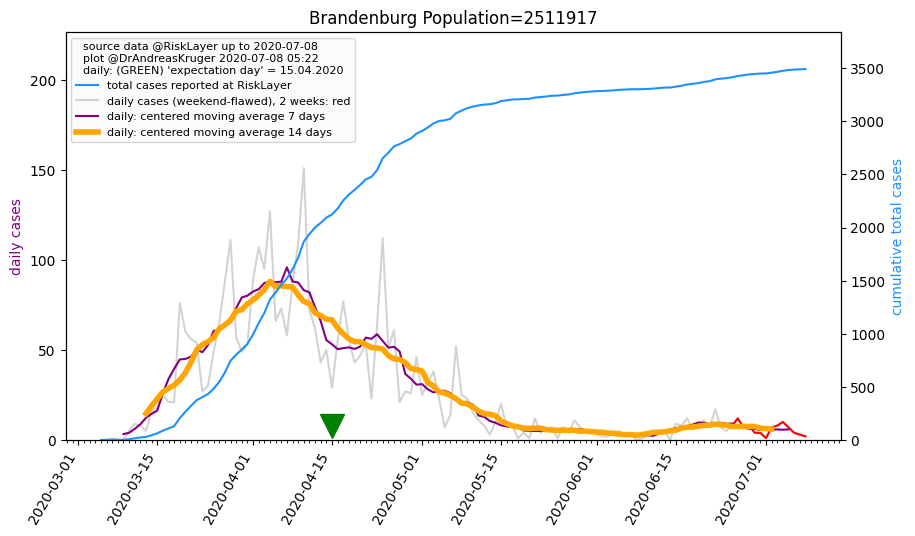 Brandenburg Population=2511917
source data @RiskLayer up to 2020-07-08
plot @DrAndreasKruger 2020-07-08 05:22
daily: (GREEN) 'expectation day' = 15.04.2020
total cases reported at RiskLayer
daily cases (weekend-flawed), 2 weeks: red
daily: centered moving average 7 days
daily: centered moving average 14 days
daily cases
200
150
100
50
0
cumulative total cases
3500
3000
2500
2000
1500
1000
500
0
2020-03-01
2020-03-15
2020-04-01
2020-04-15
2020-05-01
2020-05-15
2020-06-01
2020-06-15
2020-07-01